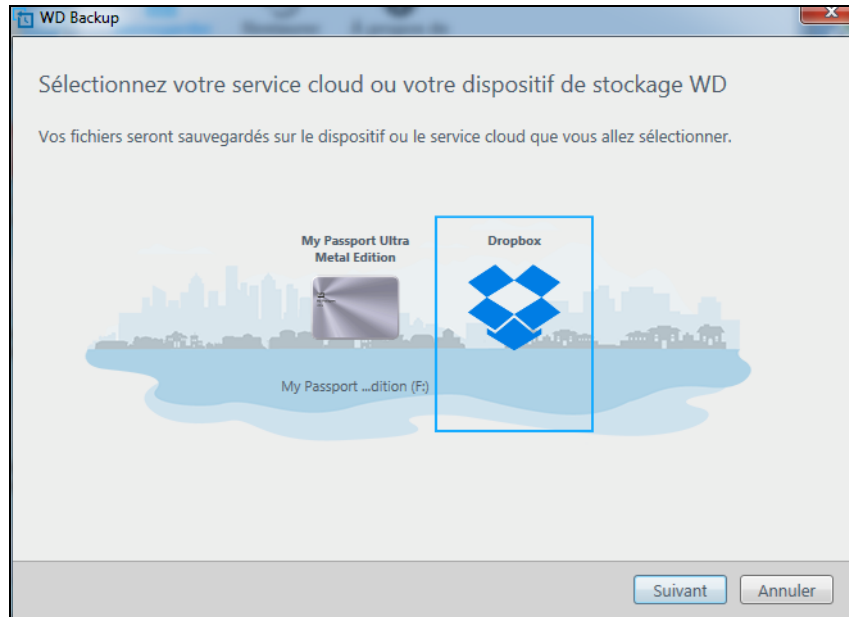 WD Backup
Sélectionnez votre service cloud ou votre dispositif de stockage WD
Vos fichiers seront sauvegardés sur le dispositif ou le service cloud que vous allez sélectionner.
My Passport Ultra
Metal Edition
Dropbox
My Passport ...dition (F:)
Suivant
Annuler